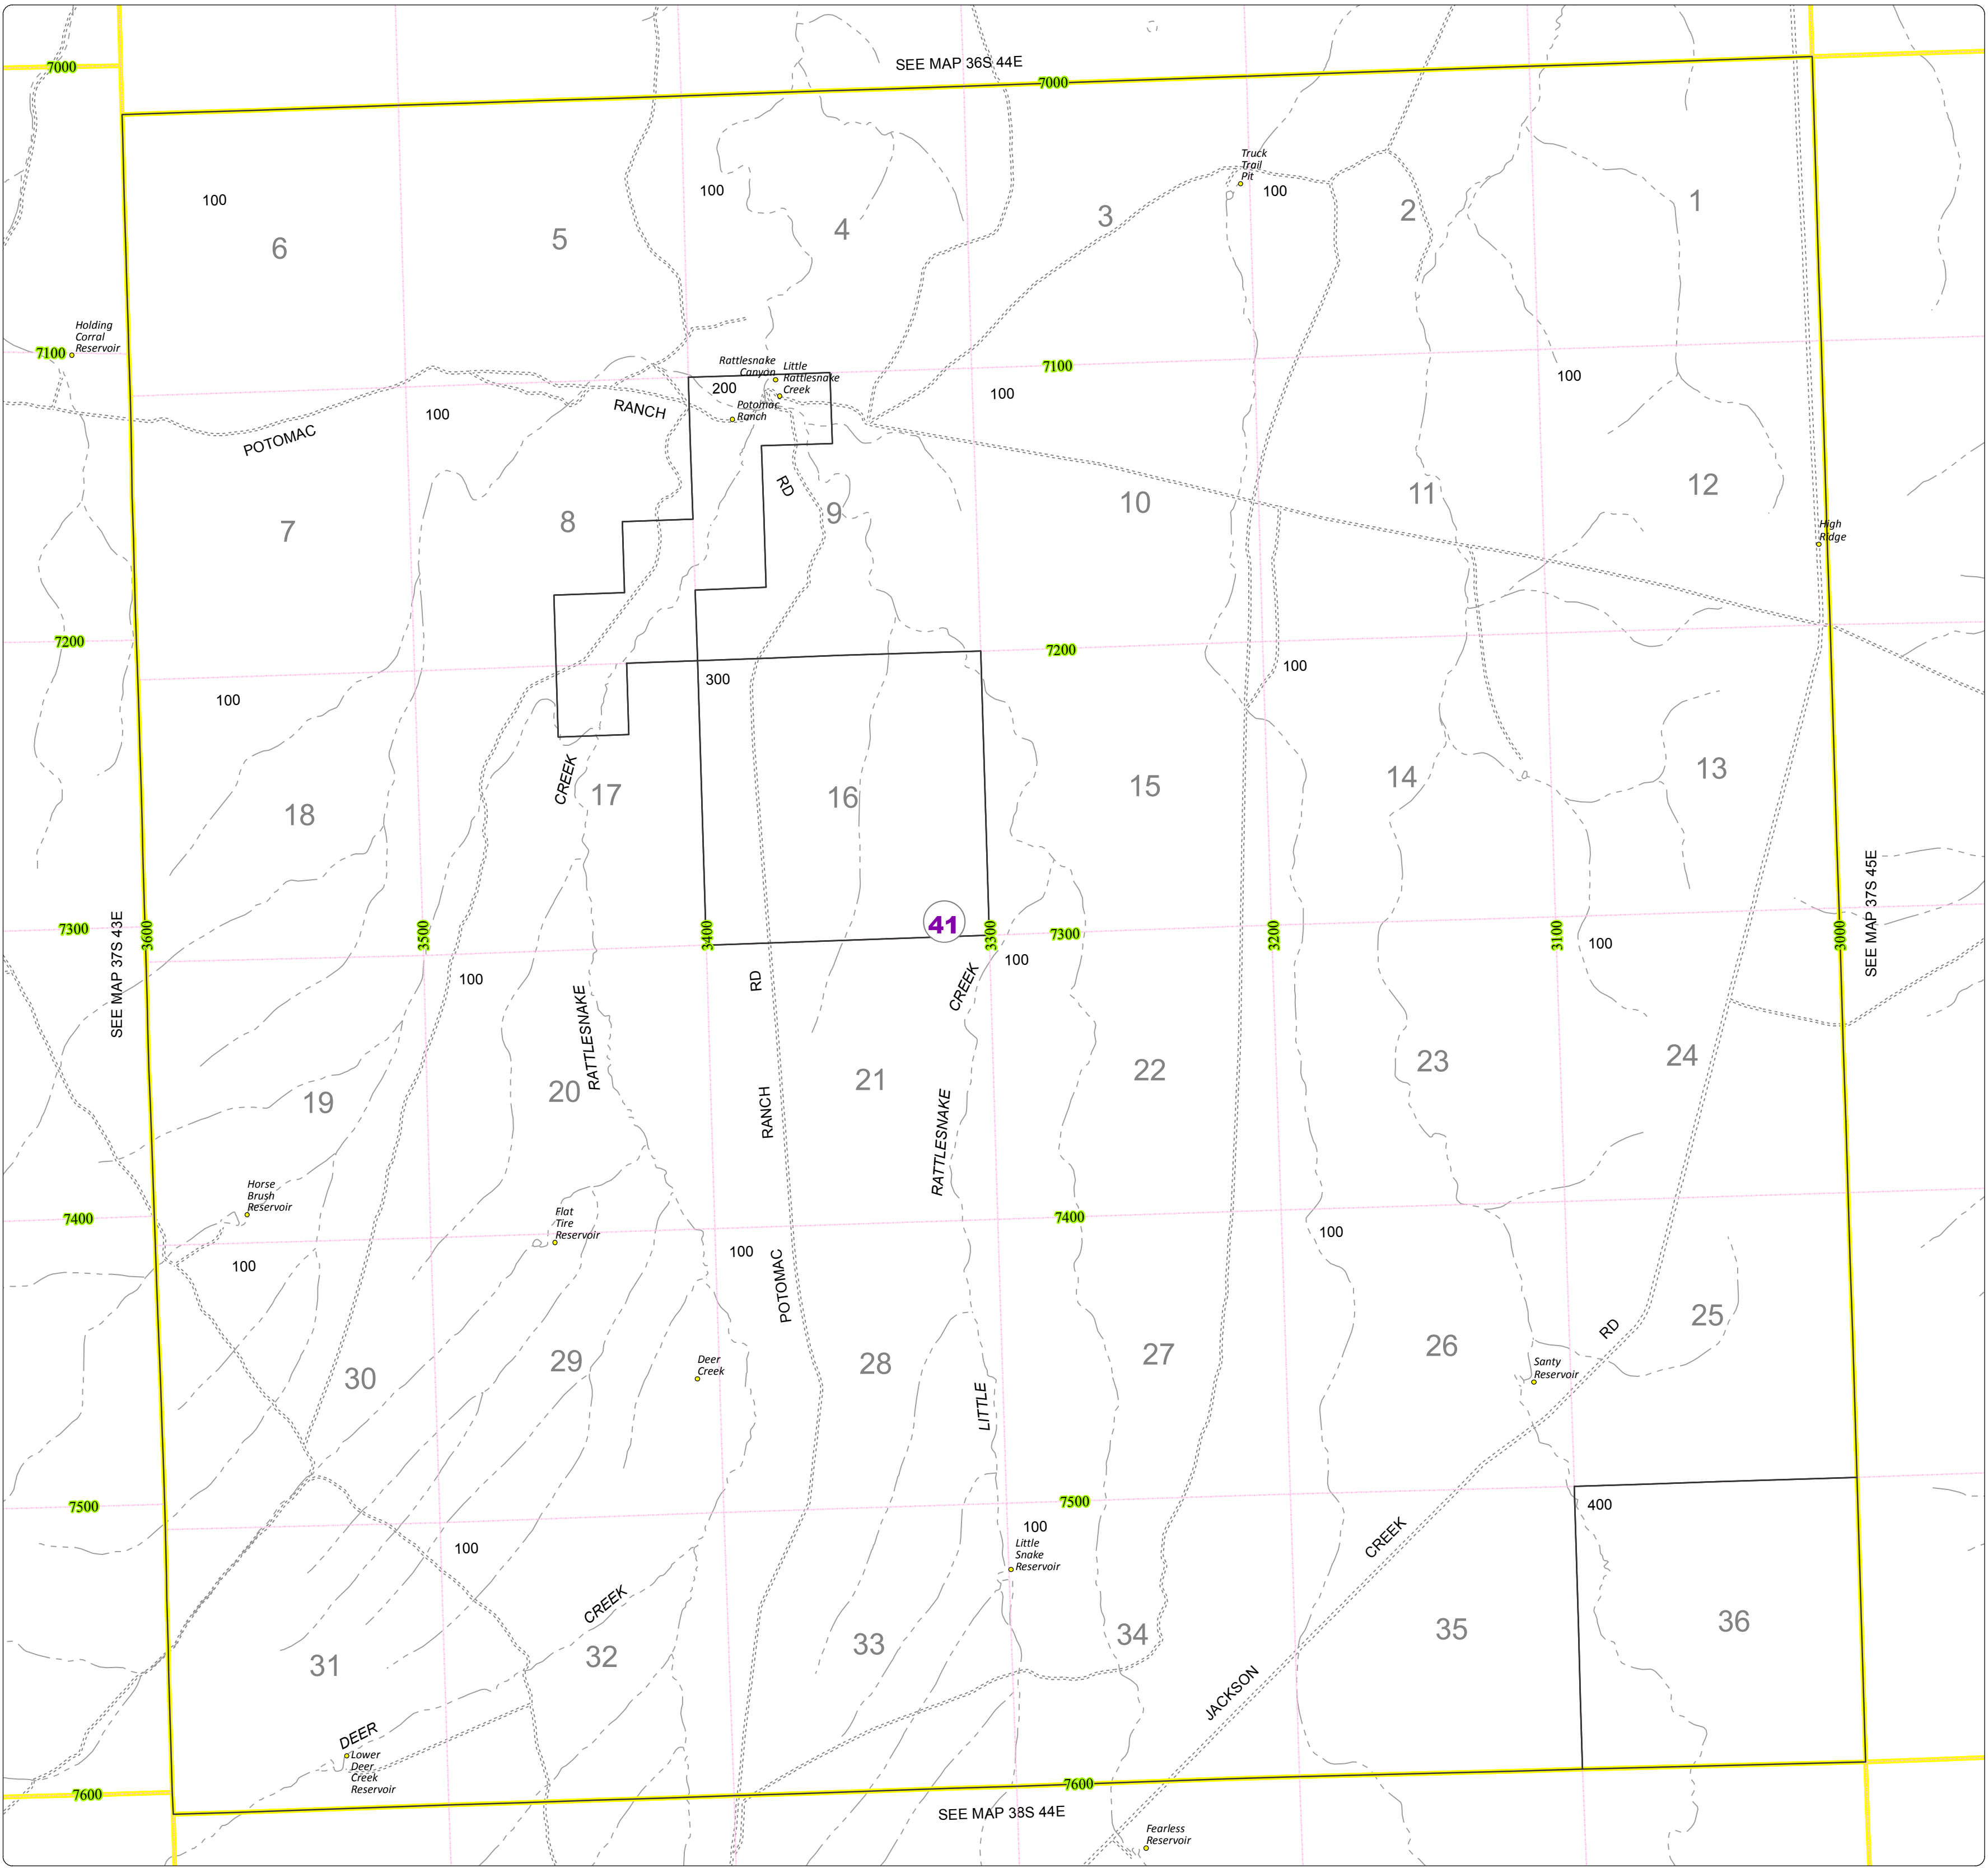 SEE MAP 36S 44E
7000
7000
Truck
Trail
Pit
100
100
100
6
5
4
3
2
1
Holding
Corral
Reservoir
7100
7100
Rattlesnake
Canyon
Little
Rattlesnake
Creek
200
Potomac
Ranch
100
100
100
POTOMAC
RANCH
RD
7
8
9
10
11
12
High
Ridge
7200
7200
100
300
100
CREEK
18
17
16
15
14
13
SEE MAP 37S 43E
7300
3600
3500
3400
41
3300
7300
3200
3100
3000
SEE MAP 37S 45E
100
100
100
RD
CREEK
RATTLESNAKE
19
20
21
22
23
24
RANCH
RATTLESNAKE
Horse
Brush
Reservoir
7400
Flat
Tire
Reservoir
7400
100
100
100
POTOMAC
RD
30
29
28
27
26
25
Deer
Creek
LITTLE
Santy
Reservoir
7500
7500
400
100
100
Little
Snake
Reservoir
CREEK
CREEK
31
32
33
34
35
36
JACKSON
DEER
Lower
Deer
Creek
Reservoir
7600
7600
SEE MAP 38S 44E
Fearless
Reservoir